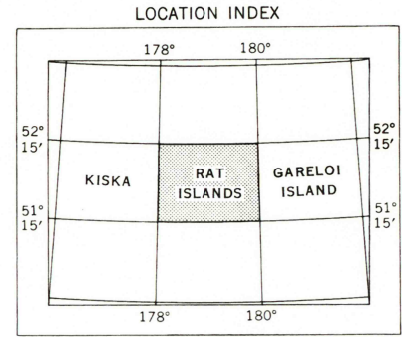 LOCATION INDEX
178° 180°
52° 52°
15′ 15′
KISKA RAT GARELOI
ISLANDS ISLAND
51° 51°
15′ 15′
178° 180°